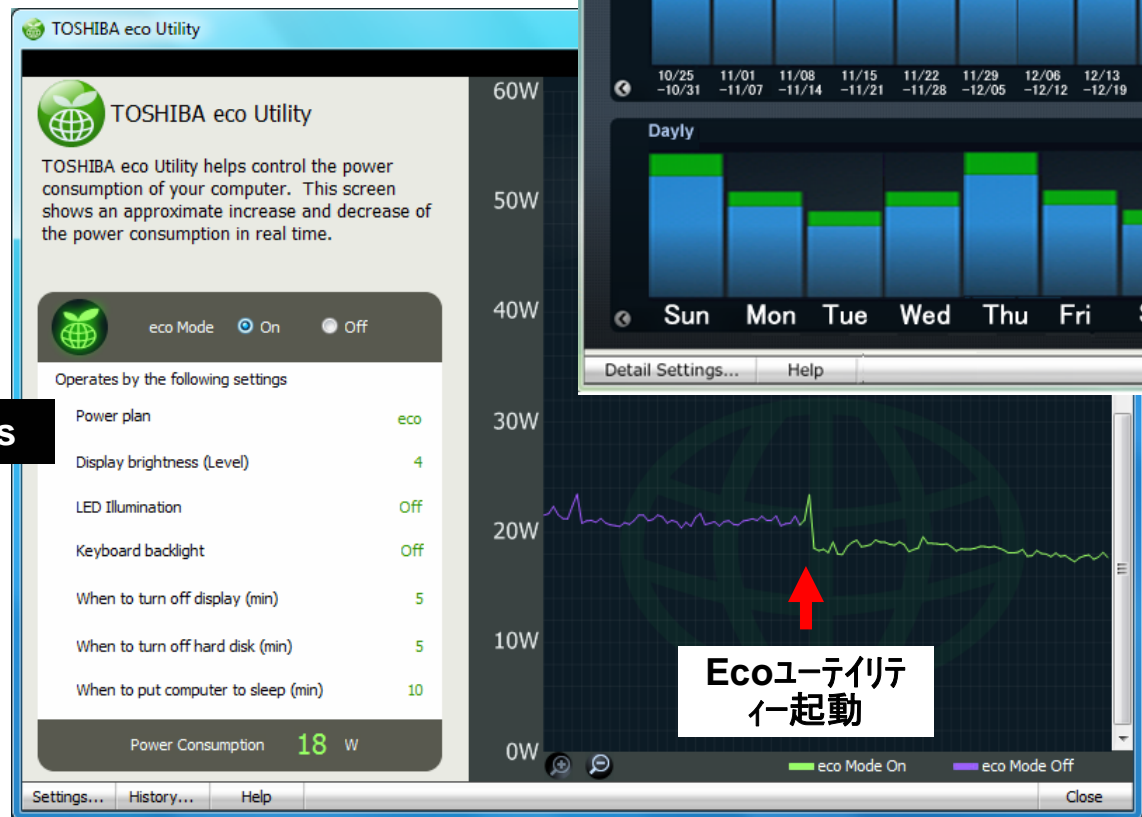 TOSHIBA eco Utility
TOSHIBA eco Utility
TOSHIBA eco Utility helps control the power
consumption of your computer. This screen
shows an approximate increase and decrease of
the power consumption in real time.
eco Mode On Off
Operates by the following settings
Power plan eco
Display brightness (Level) 4
LED Illumination Off
Keyboard backlight Off
When to turn off display (min) 5
When to turn off hard disk (min) 5
When to put computer to sleep (min) 10
Power Consumption 18 W
Settings... History... Help
s
60W
50W
40W
30W
20W
10W
0W
10/25 11/01 11/08 11/15 11/22 11/29 12/06 12/13
-10/31 -11/07 -11/14 -11/21 -11/28 -12/05 -12/12 -12/19
Dayly
Sun Mon Tue Wed Thu Fri
Detail Settings... Help
Ecoユーテイリテ
ィー起動
eco Mode On eco Mode Off
Close